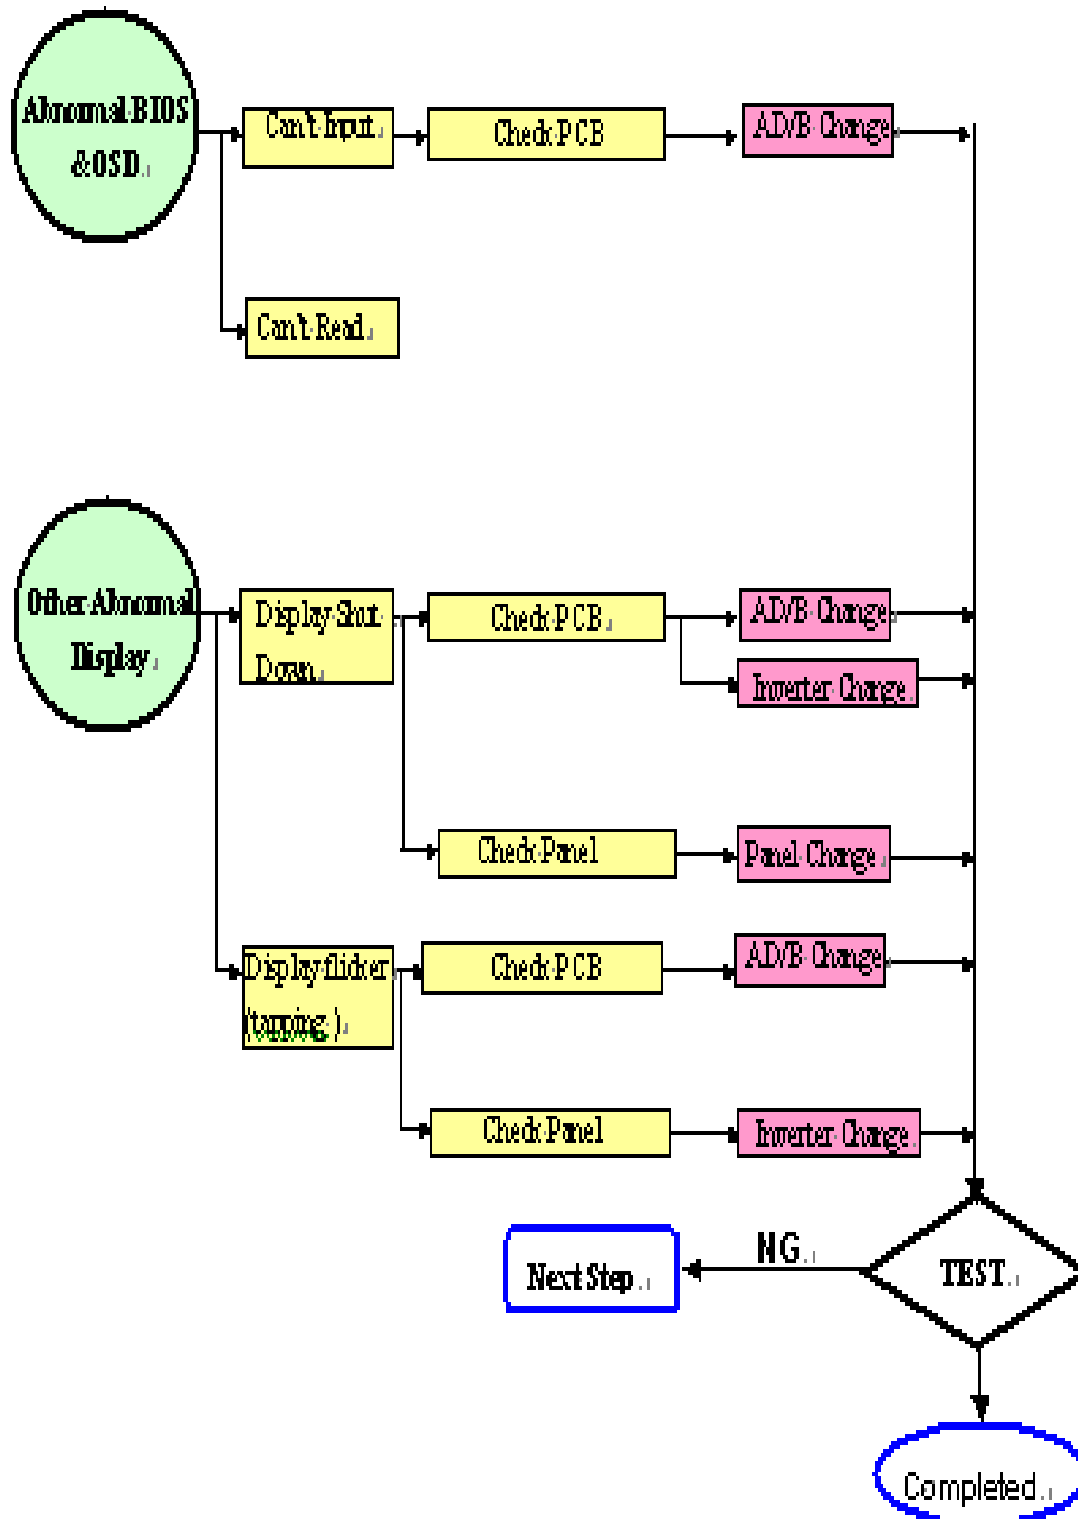 Abnormal BIOS
& OSD
Can't Input
Check PCB
AD/B Change
Can't Read
Other Abnormal
Display
Display Shut
Down
Check PCB
AD/B Change
Inverter Change
Check Panel
Panel Change
Display flicker
(tapping )
Check PCB
AD/B Change
Check Panel
Inverter Change
TEST
NG
Next Step
Completed